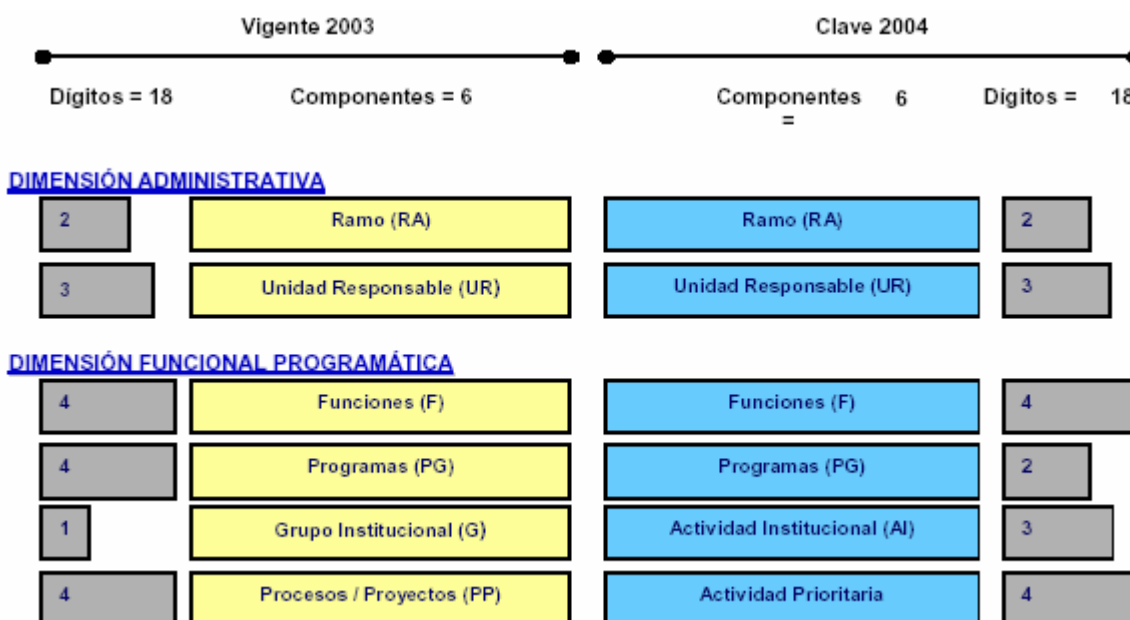 Vigente 2003 Clave 2004
Dígitos = 18 Componentes = 6 Componentes = 6 Dígitos = 18
DIMENSIÓN ADMINISTRATIVA
2 Ramo (RA) Ramo (RA) 2
3 Unidad Responsable (UR) Unidad Responsable (UR) 3
DIMENSIÓN FUNCIONAL PROGRAMÁTICA
4 Funciones (F) Funciones (F) 4
4 Programas (PG) Programas (PG) 2
1 Grupo Institucional (G) Actividad Institucional (AI) 3
4 Procesos / Proyectos (PP) Actividad Prioritaria 4